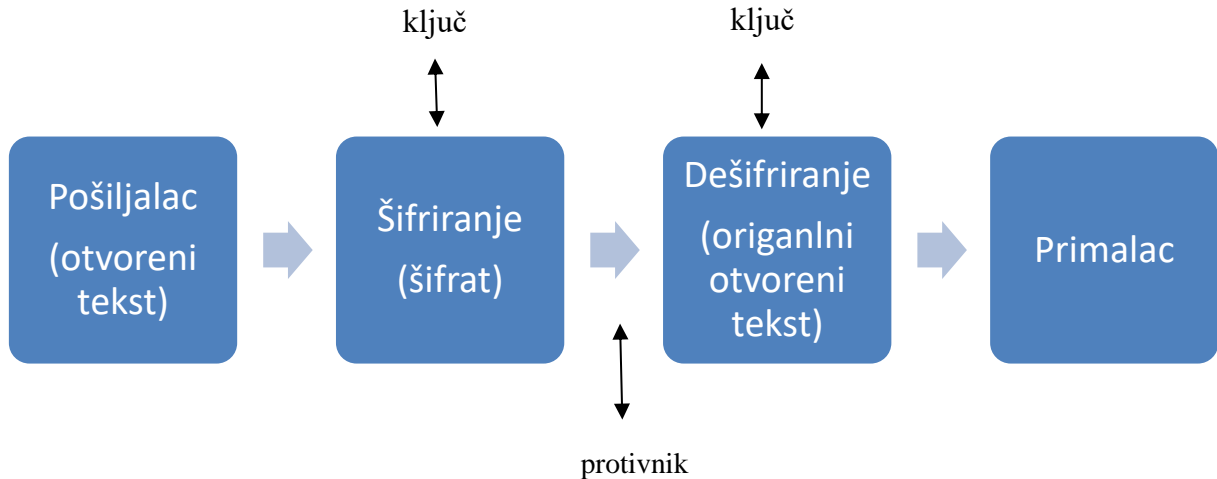 ključ
ključ
Pošiljalac
(otvoreni
tekst)
Šifriranje
(šifrat)
Dešifriranje
(origanlni
otvoreni
tekst)
Primalac
protivnik